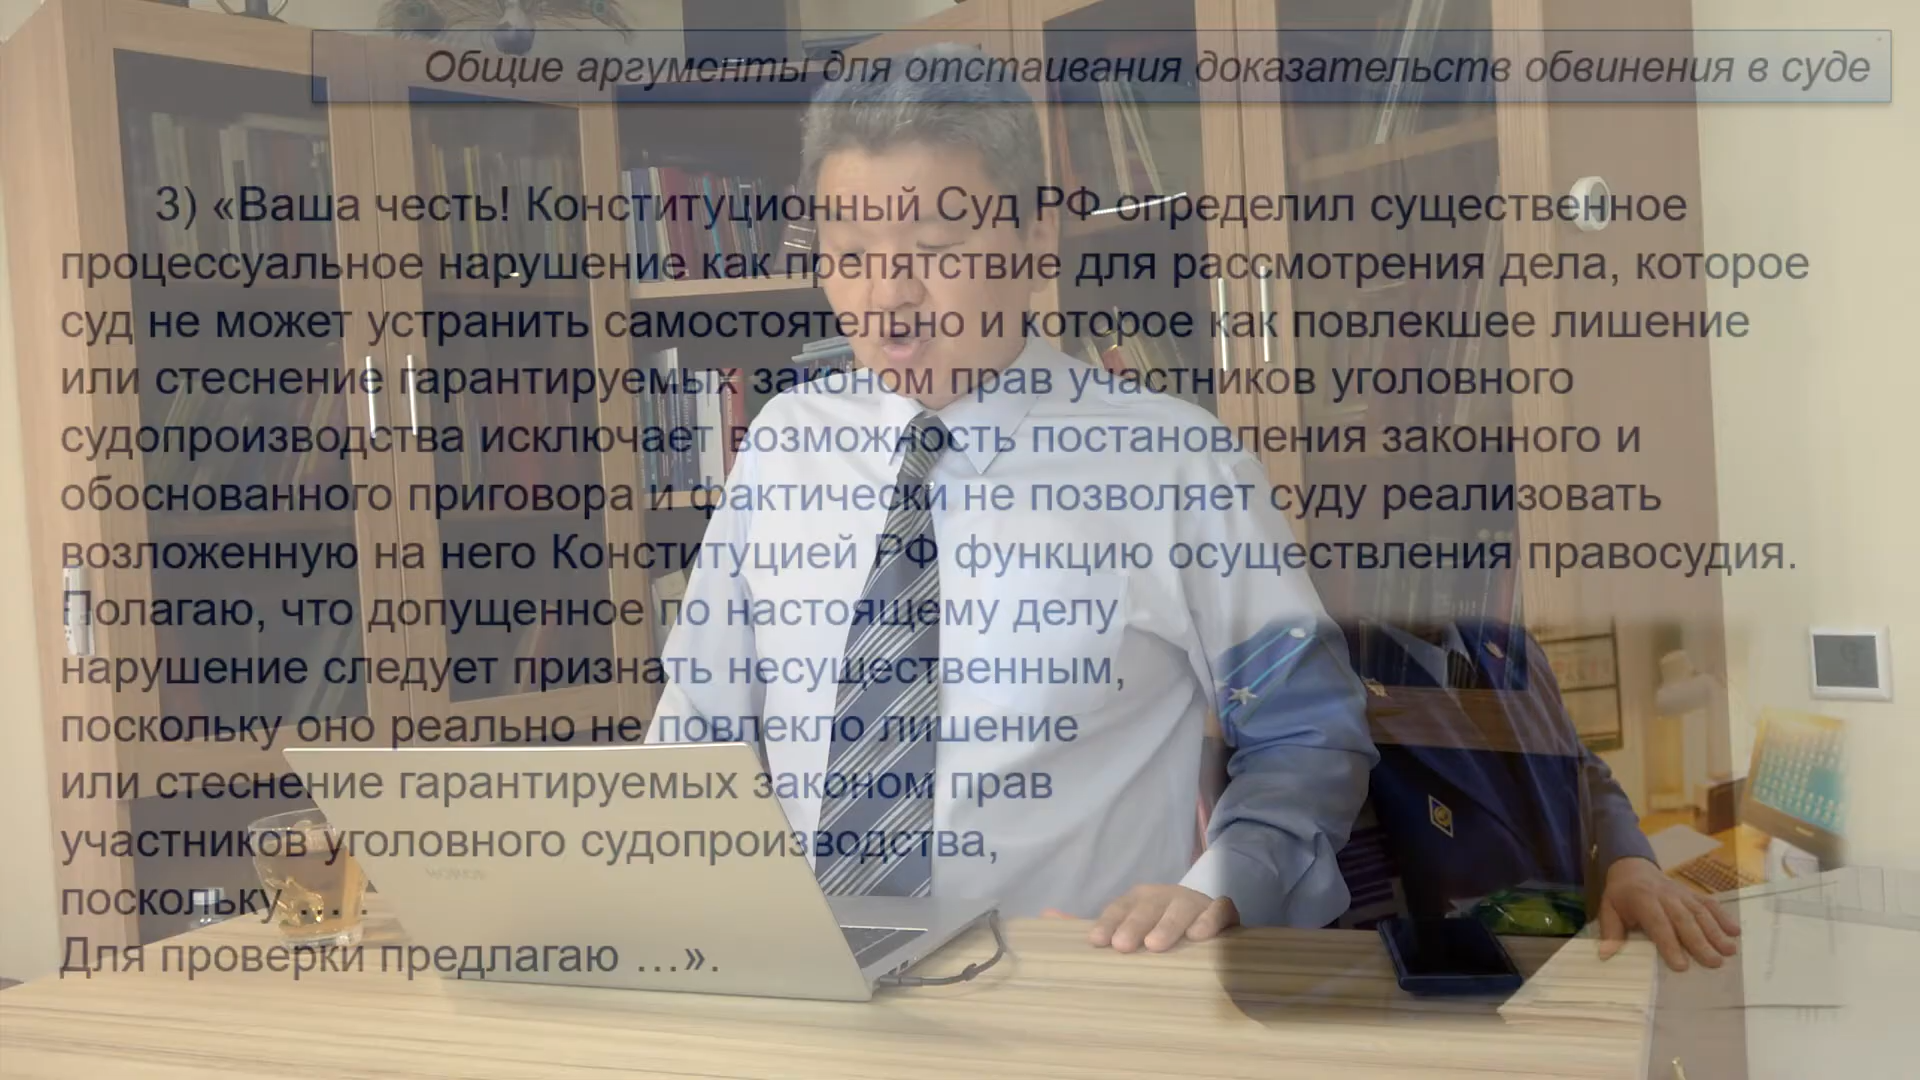 Общие аргументы для отстаивания доказательств обвинения в суде
3) «Ваша честь! Конституционный Суд РФ определил существенное
процессуальное нарушение как препятствие для рассмотрения дела, которое
суд не может устранить самостоятельно и которое как повлекшее лишение
или стеснение гарантируемых законом прав участников уголовного
судопроизводства исключает возможность постановления законного и
обоснованного приговора и фактически не позволяет суду реализовать
возложенную на него Конституцией РФ функцию осуществления правосудия.
Полагаю, что допущенное по настоящему делу
нарушение следует признать несущественным,
поскольку оно реально не повлекло лишение
или стеснение гарантируемых законом прав
участников уголовного судопроизводства,
поскольку ... .
Для проверки предлагаю ...».